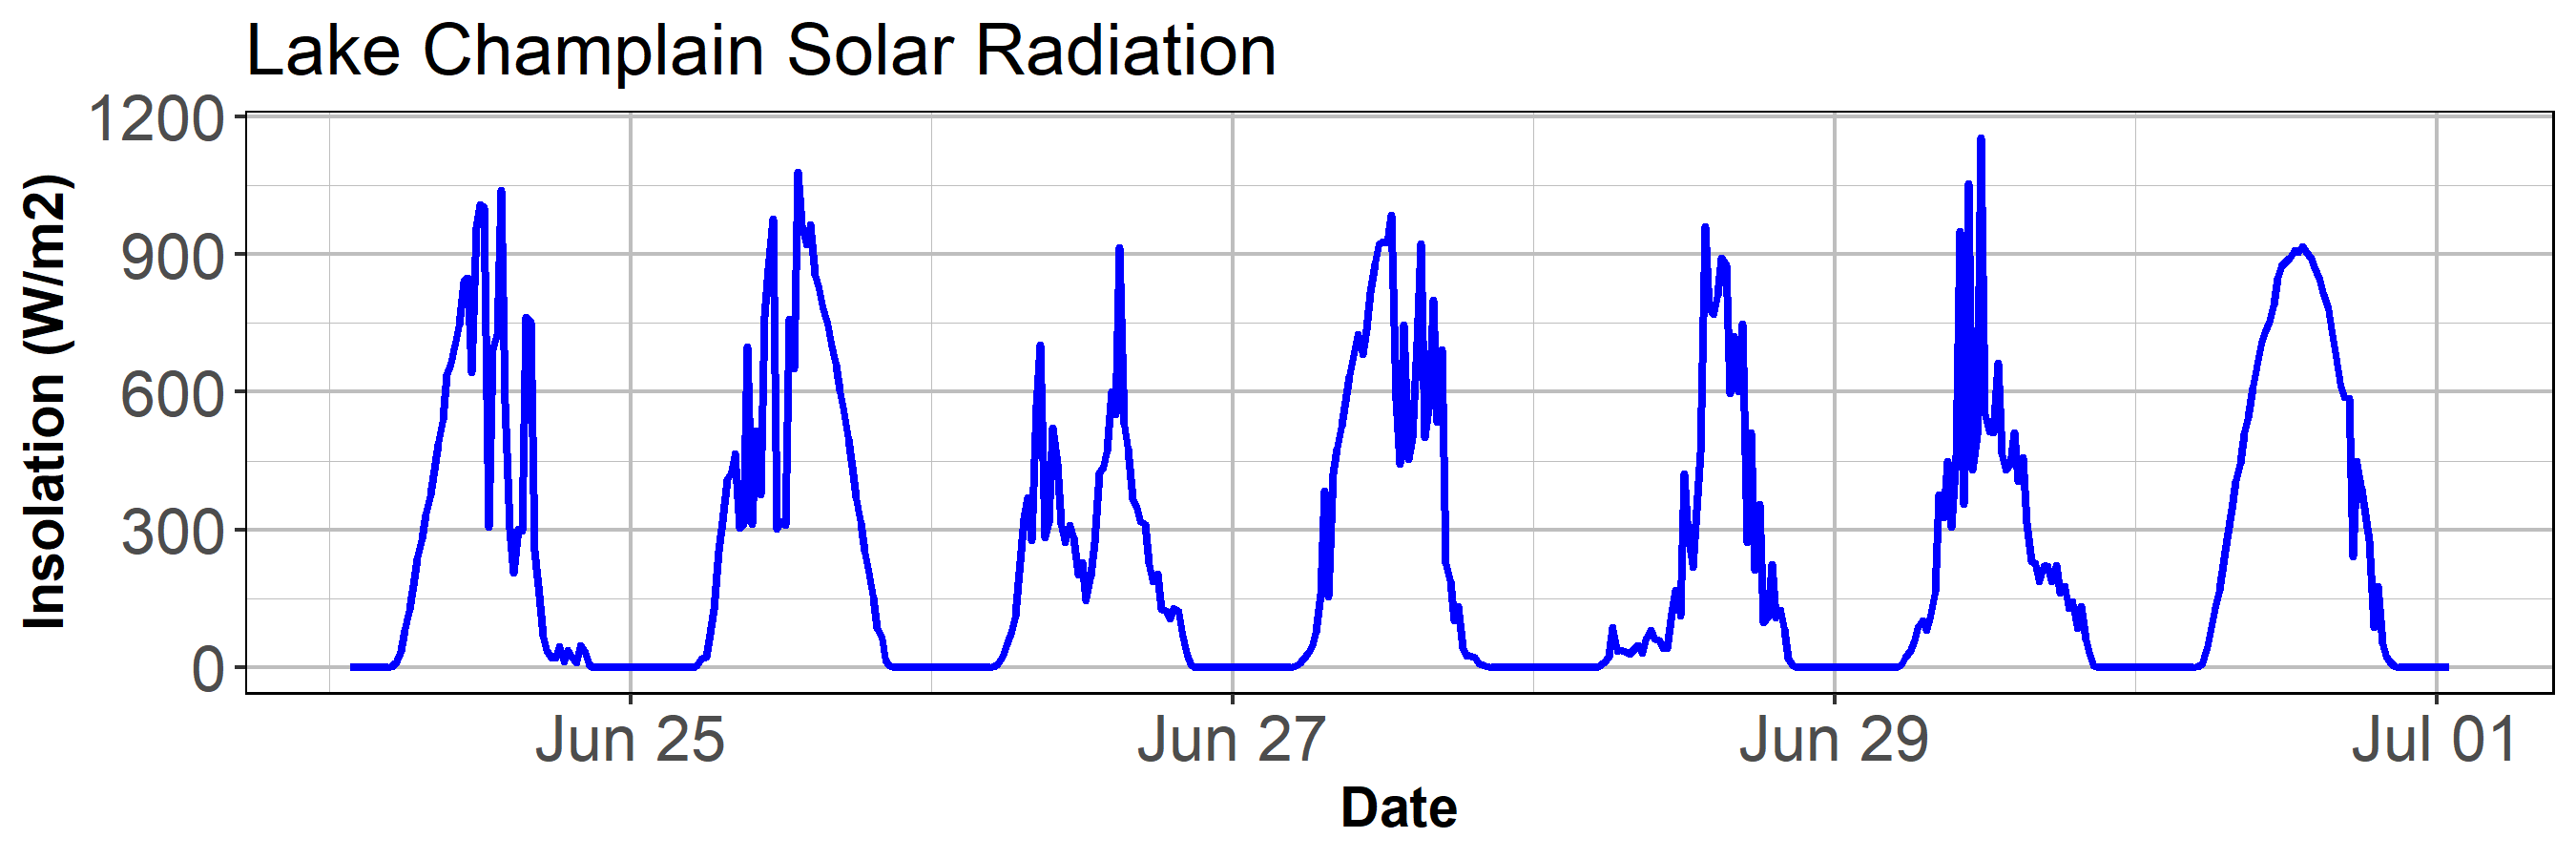 Lake Champlain Solar Radiation
1200
900
600
300
0
Insolation (W/m2)
Jun 25
Jun 27
Jun 29
Jul 01
Date